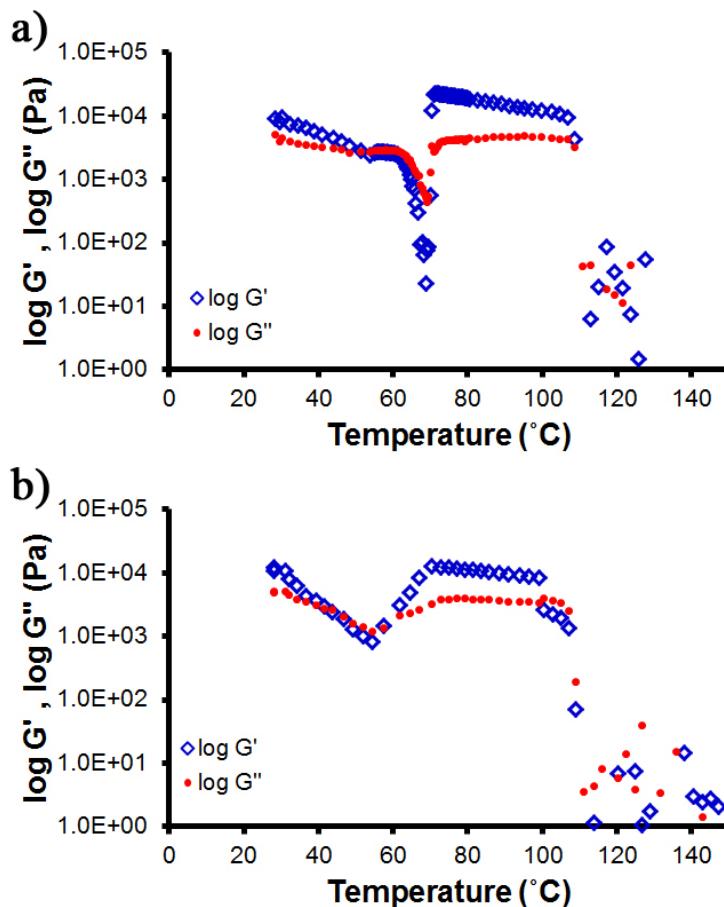 a)
log G' , log G" (Pa)
1.0E+05
1.0E+04
1.0E+03
1.0E+02
1.0E+01
1.0E+00
log G'
log G"
0 20 40 60 80 100 120 140
Temperature (˚C)
b)
log G' , log G" (Pa)
1.0E+05
1.0E+04
1.0E+03
1.0E+02
1.0E+01
1.0E+00
log G'
log G"
0 20 40 60 80 100 120 140
Temperature (˚C)